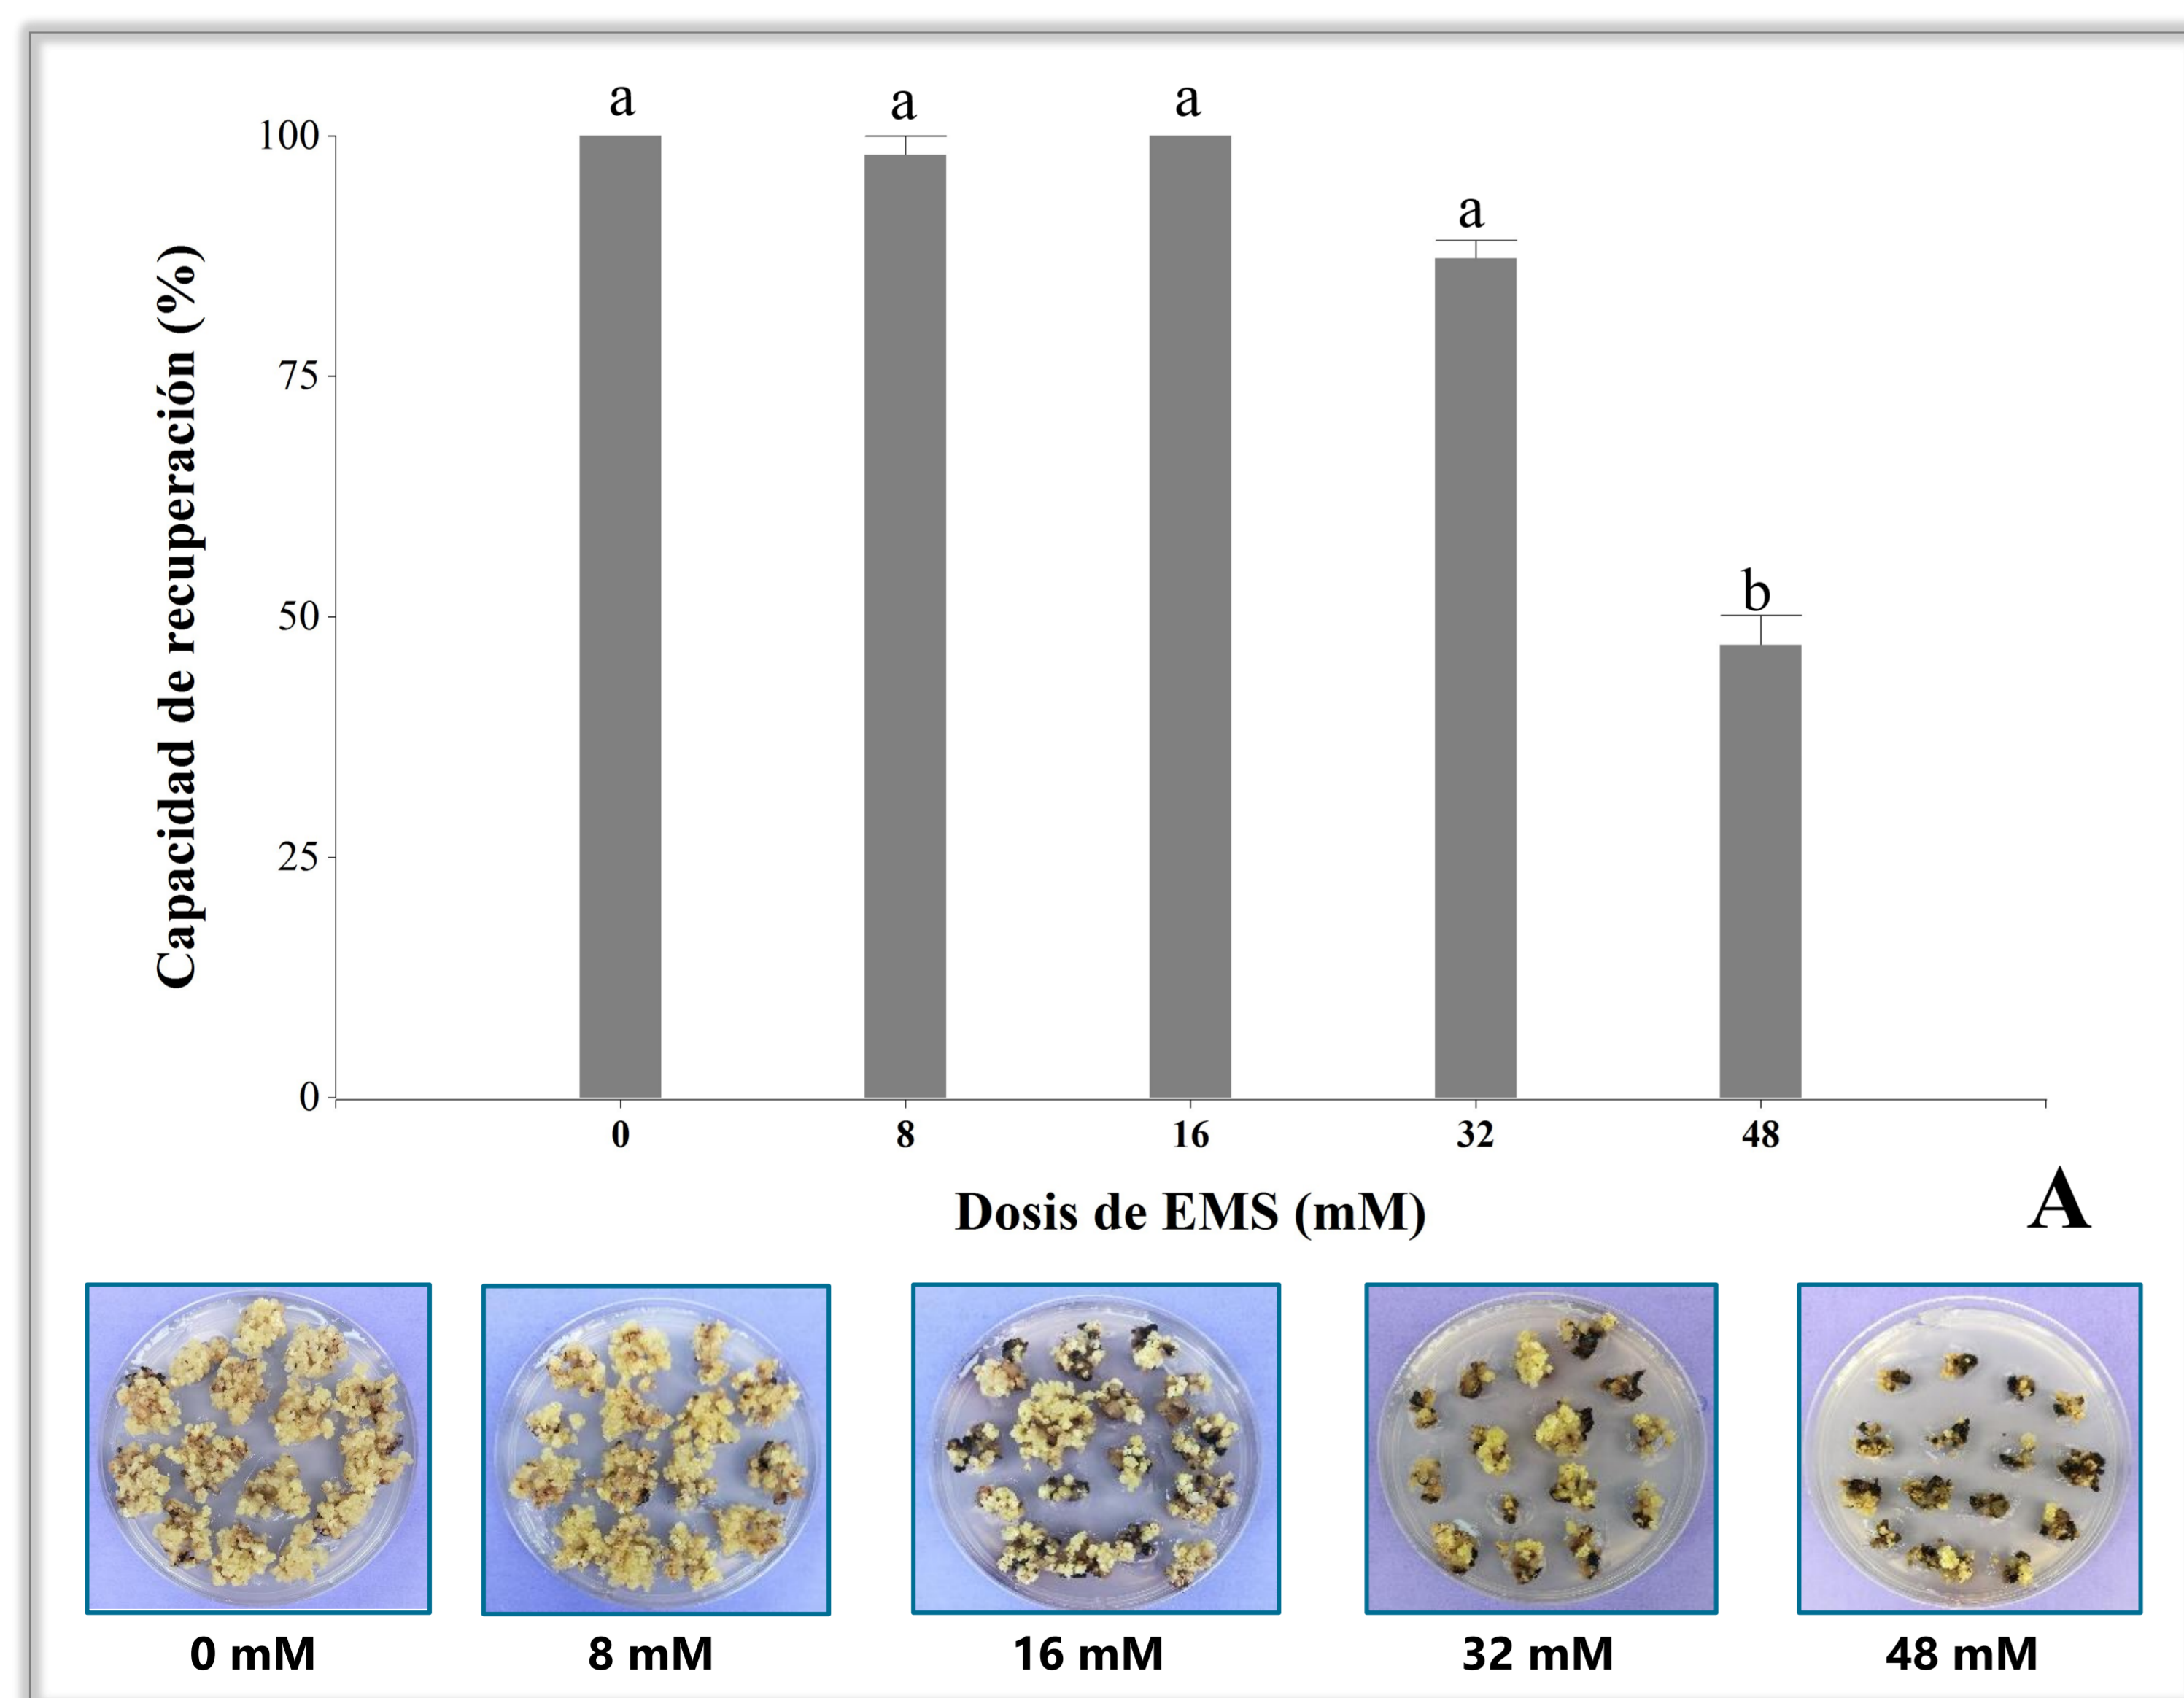 a
a
a
100
a
75
b
50
25
0
Capacidad de recuperación (%)
0
8
16
32
48
Dosis de EMS (mM)
A
0 mM
8 mM
16 mM
32 mM
48 mM